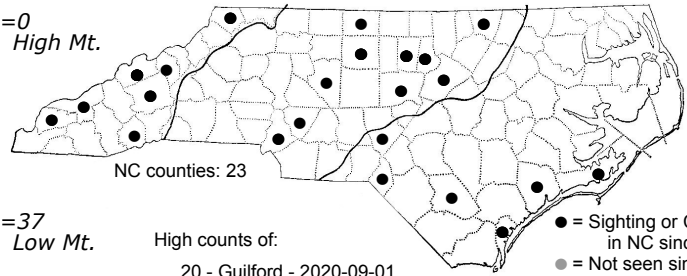 =0
High Mt.
NC counties: 23
=37
Low Mt.
High counts of:
20 - Guilford - 2020-09-01
● = Sighting or
in NC sinc
● = Not seen sin